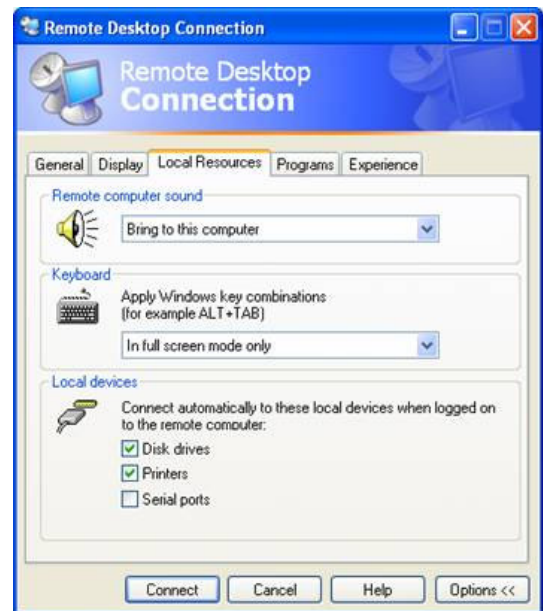 Remote Desktop Connection
Remote Desktop
Connection
General Display Local Resources Programs Experience
Remote computer sound
Bring to this computer
Keyboard
Apply Windows key combinations
(for example ALT+TAB)
In full screen mode only
Local devices
Connect automatically to these local devices when logged on
to the remote computer:
Disk drives
Printers
Serial ports
Connect Cancel Help Options <<